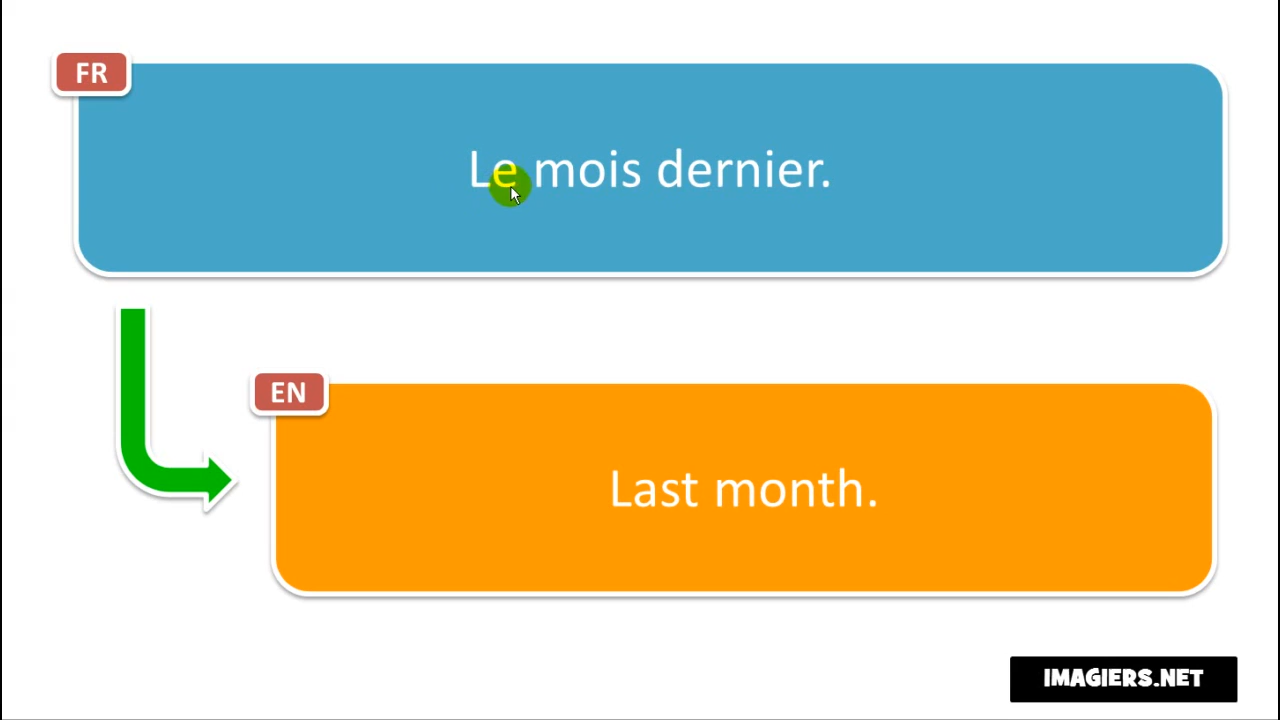 FR
Le mois dernier.
EN
Last month.
IMAGIERS.NET